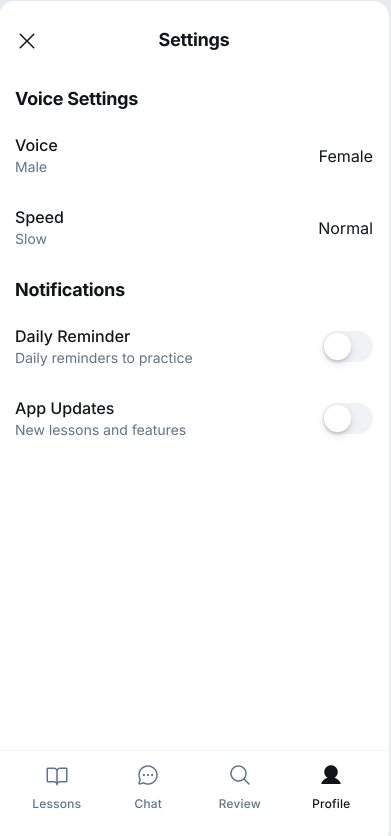 Settings
Voice Settings
Voice
Male
Female
Speed
Slow
Normal
Notifications
Daily Reminder
Daily reminders to practice
App Updates
New lessons and features
Lessons
Chat
Review
Profile